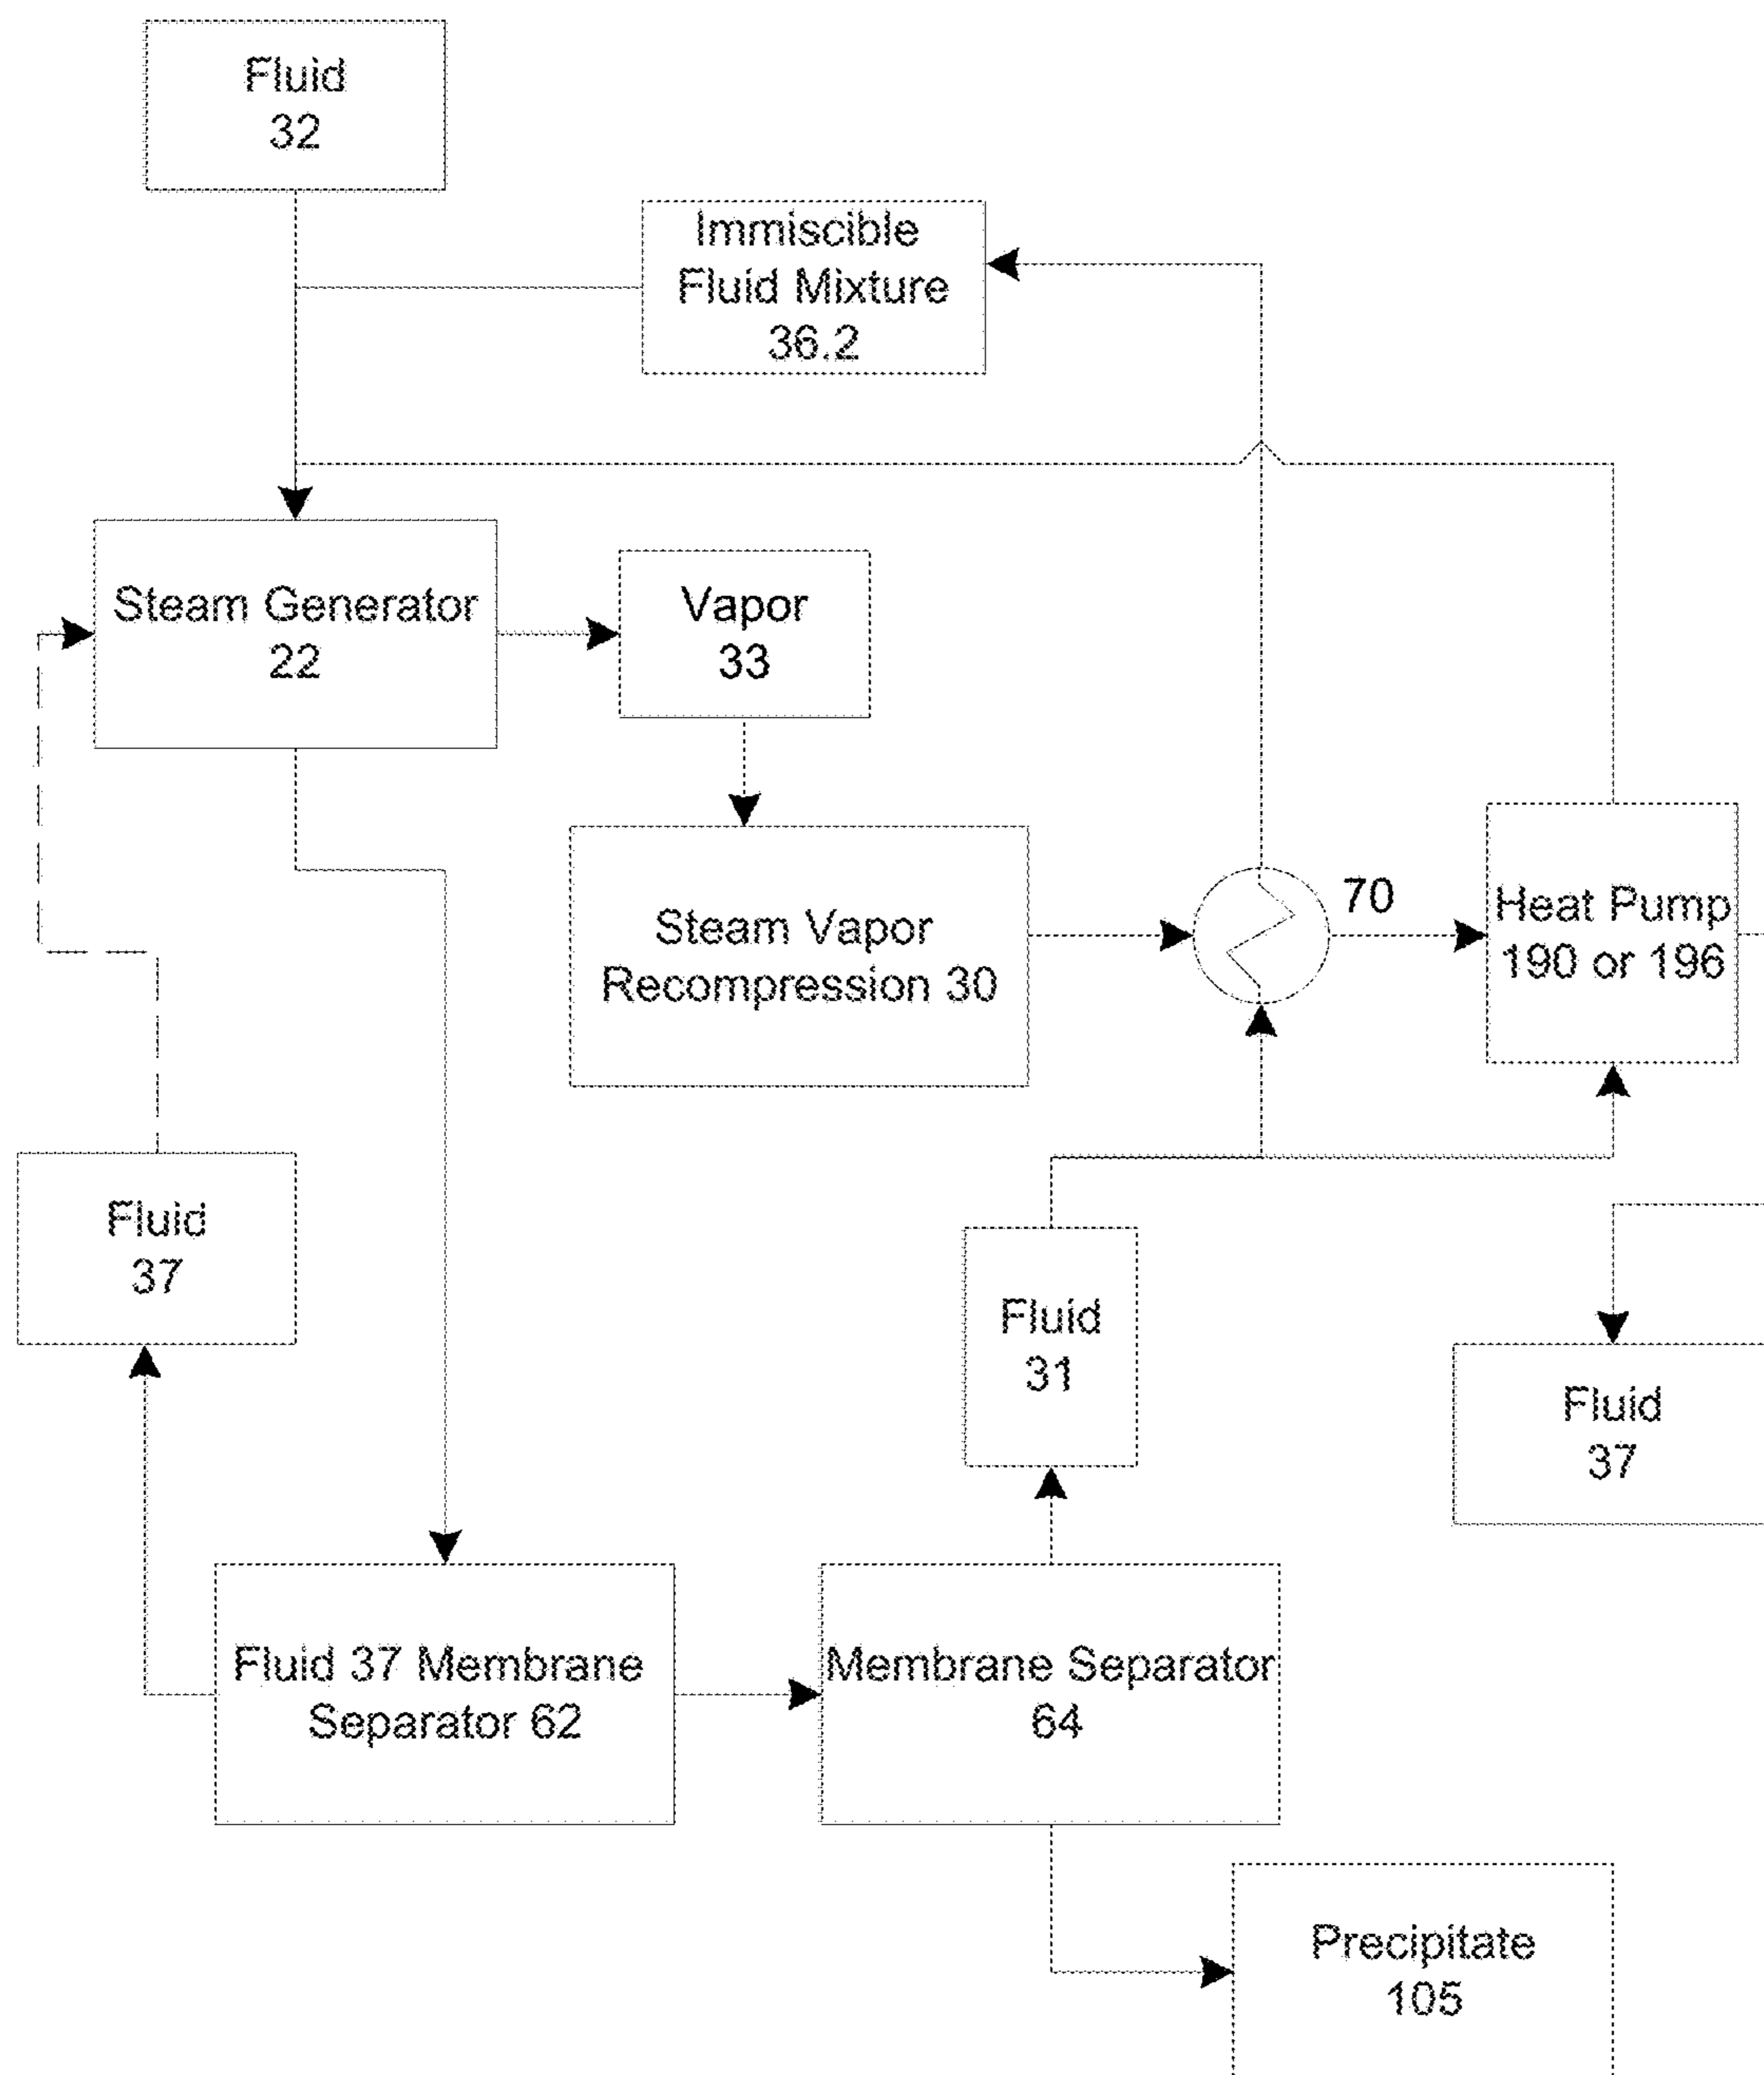 Fluid
32
Immiscible
Fluid Mixture
36.2
Steam Generator
22
Vapor
33
Steam Vapor
Recompression 30
70
Heat Pump
190 or 196
Fluid
37
Fluid
31
Fluid
37
Fluid 37 Membrane
Separator 62
Membrane Separator
64
Precipitate
105